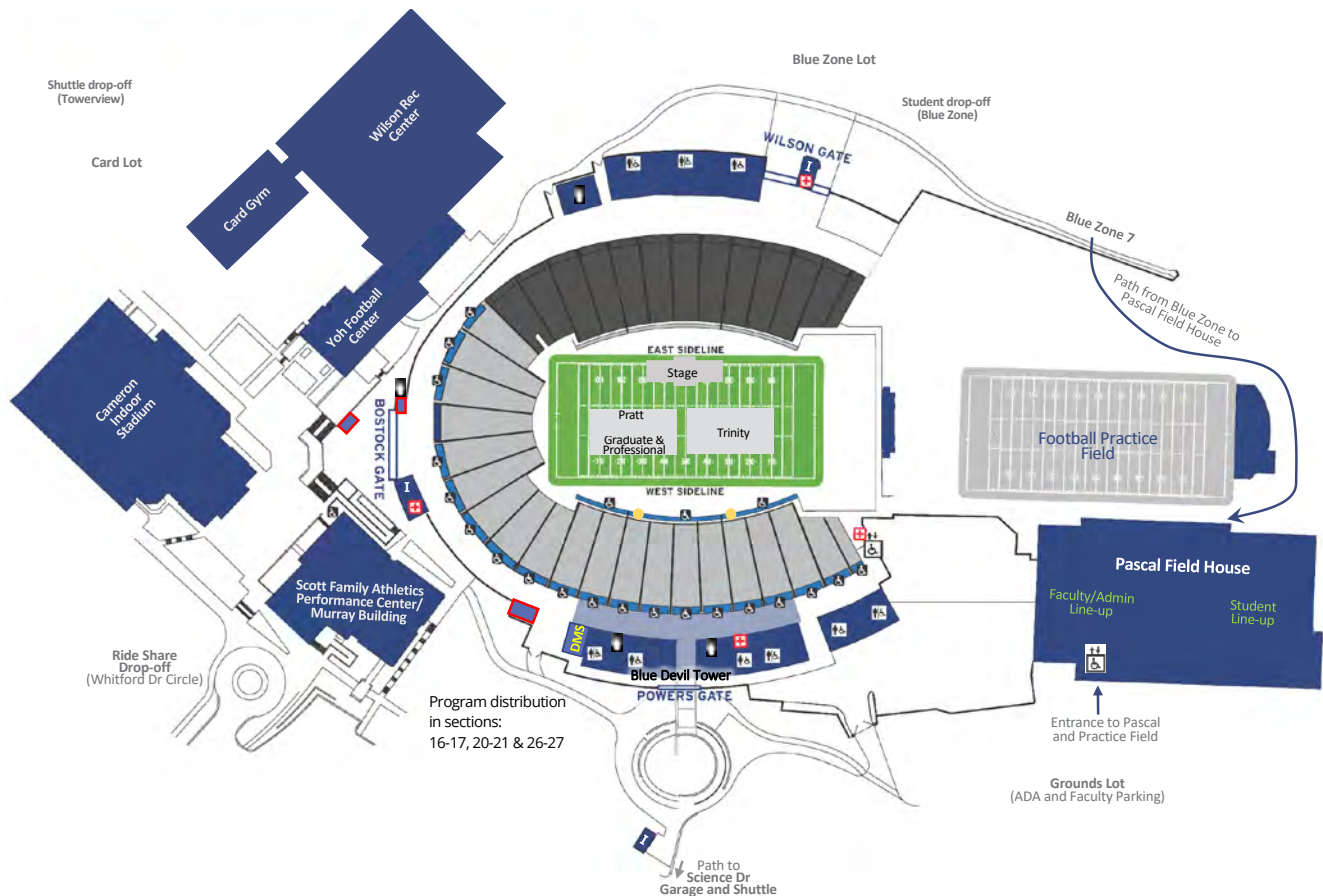 Blue Zone Lot
Shuttle drop-off
(Towerview)
Student drop-off
(Blue Zone)
Wilson Rec
Center
WILSON GATE
I
Card Lot
Card Gym
Blue Zone 7
Path from Blue Zone to
Pascal Field House
Yoh Football
Center
EAST SIDELINE
Stage
Cameron
Indoor
Stadium
BOSTOCK GATE
Pratt
Graduate &
Professional
Trinity
Football Practice
Field
WEST SIDELINE
I
Pascal Field House
Scott Family Athletics
Performance Center/
Murray Building
Faculty/Admin
Line-up
Student
Line-up
DMS
Ride Share
Drop-off
(Whitford Dr Circle)
Blue Devil Tower
POWERS GATE
Program distribution
in sections:
16-17, 20-21 & 26-27
Entrance to Pascal
and Practice Field
Grounds Lot
(ADA and Faculty Parking)
I
Path to
Science Dr
Garage and Shuttle